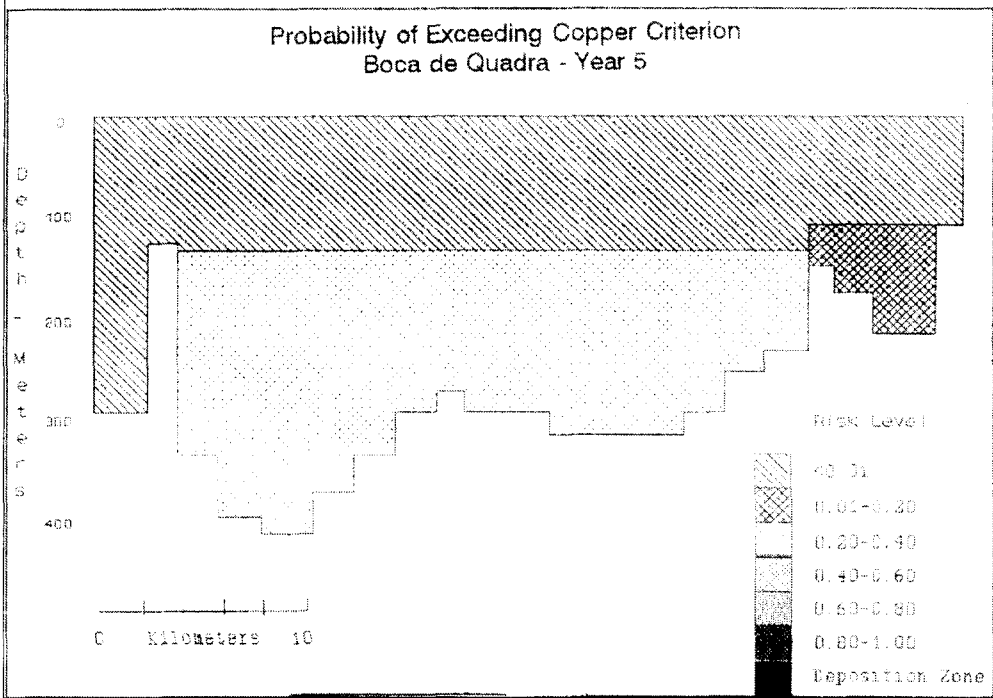 Probability of Exceeding Copper Criterion
Boca de Quadra - Year 5
0
100
200
300
400
Depth - Meters
Risk Level
<0.01
0.01-0.20
0.20-0.40
0.40-0.60
0.60-0.80
0.80-1.00
Deposition Zone
0 Kilometers 10